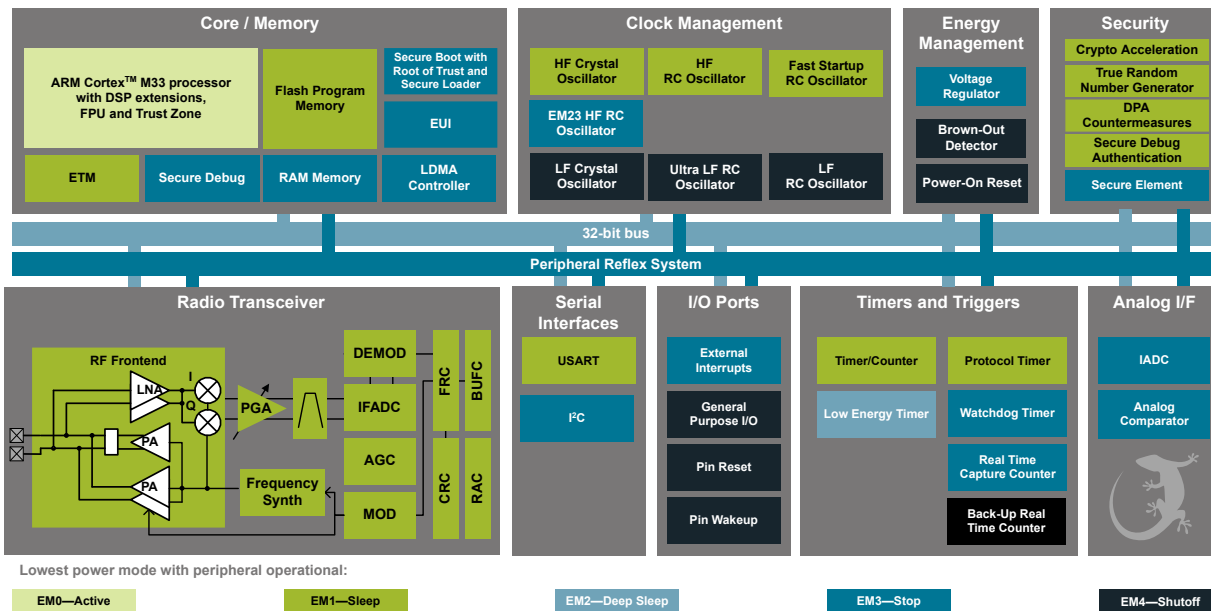 Core / Memory
ARM Cortex™ M33 processor
with DSP extensions,
FPU and Trust Zone
Flash Program
Memory
Secure Boot with
Root of Trust and
Secure Loader
EUI
ETM
Secure Debug
RAM Memory
LDMA
Controller
Clock Management
HF Crystal
Oscillator
HF
RC Oscillator
Fast Startup
RC Oscillator
EM23 HF RC
Oscillator
LF Crystal
Oscillator
Ultra LF RC
Oscillator
LF
RC Oscillator
Energy
Management
Voltage
Regulator
Brown-Out
Detector
Power-On Reset
Security
Crypto Acceleration
True Random
Number Generator
DPA
Countermeasures
Secure Debug
Authentication
Secure Element
32-bit bus
Peripheral Reflex System
Radio Transceiver
RF Frontend
LNA
I
Q
PA
PA
PGA
Frequency
Synth
DEMOD
IFADC
AGC
MOD
FRC
BUFC
CRC
RAC
Serial
Interfaces
USART
I²C
I/O Ports
External
Interrupts
General
Purpose I/O
Pin Reset
Pin Wakeup
Timers and Triggers
Timer/Counter
Protocol Timer
Low Energy Timer
Watchdog Timer
Real Time
Capture Counter
Back-Up Real
Time Counter
Analog I/F
IADC
Analog
Comparator
Lowest power mode with peripheral operational:
EM0—Active
EM1—Sleep
EM2—Deep Sleep
EM3—Stop
EM4—Shutoff